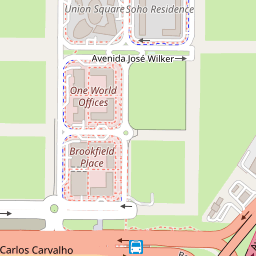 Union Square Soho Residence
Avenida José Wilker
One World
Offices
Brookfield
Place
Carlos Carvalho